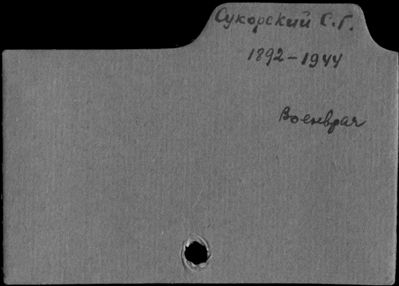 Сукорский С.Г.
1892-1944
Военврач